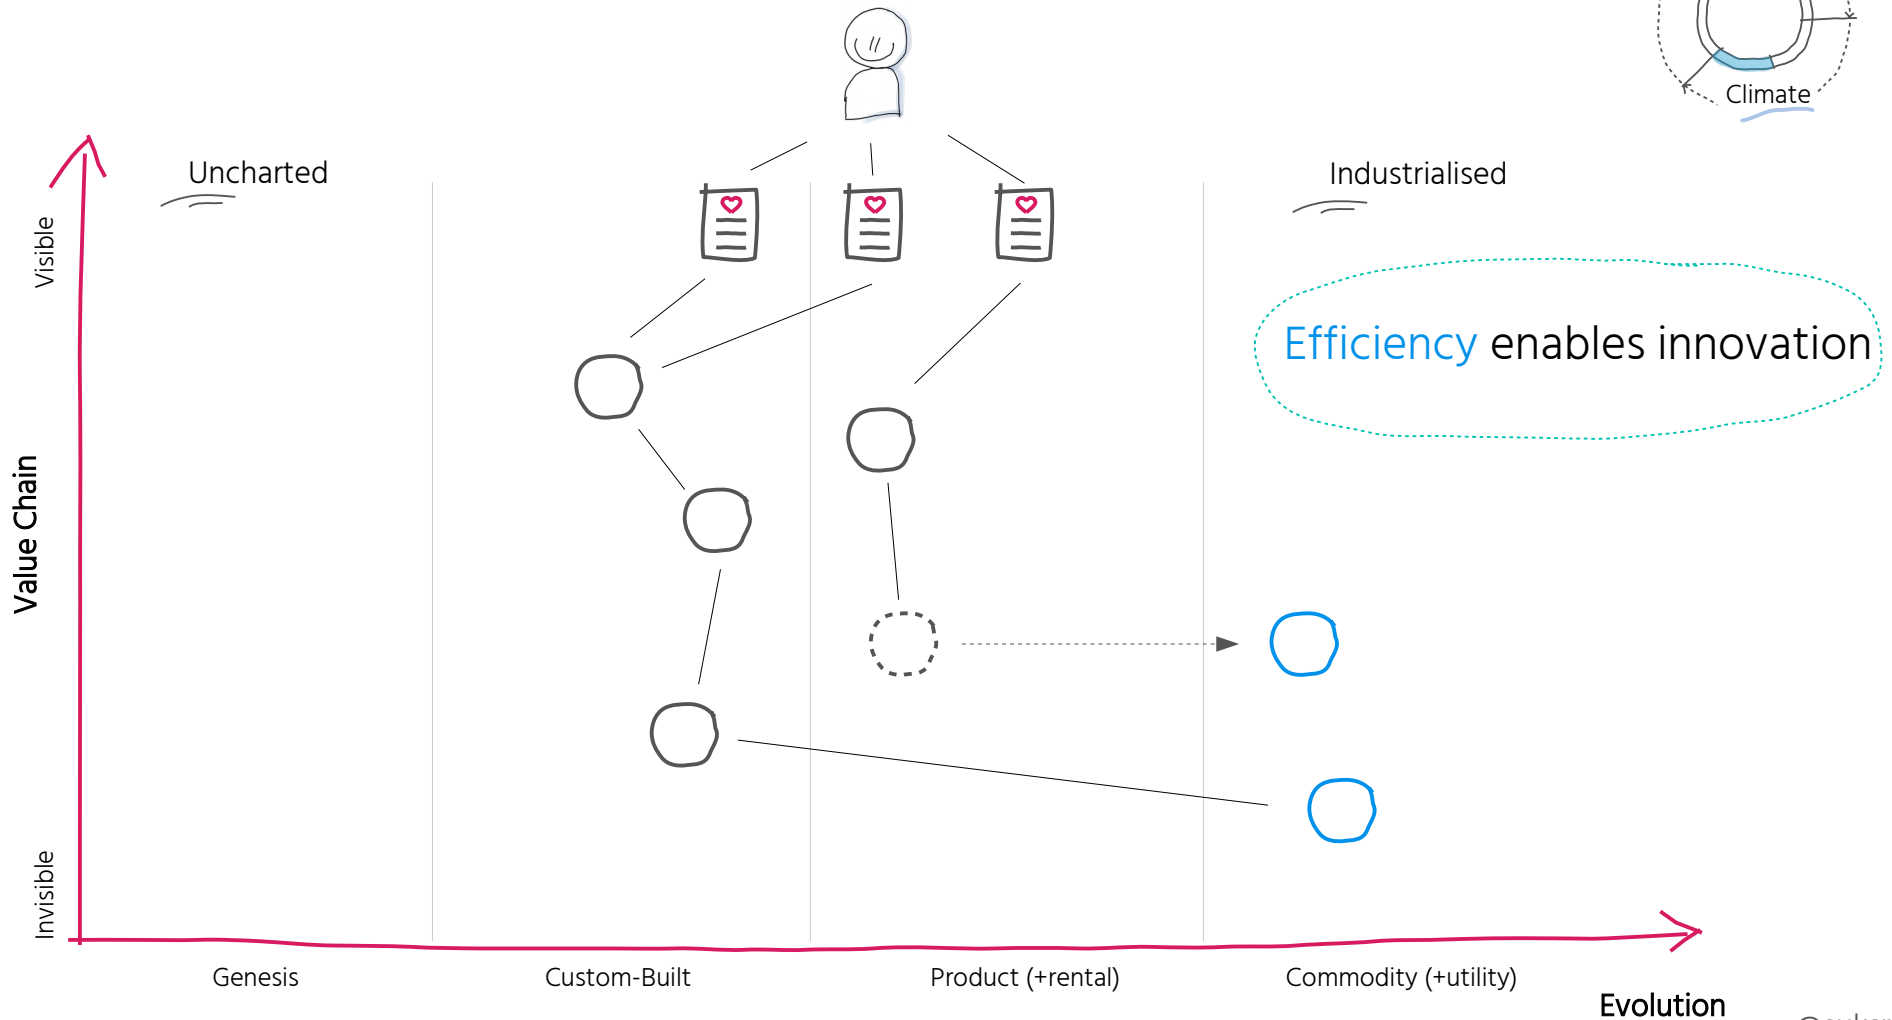 Climate
Uncharted
Industrialised
Visible
Efficiency enables innovation
Value Chain
Invisible
Genesis
Custom-Built
Product (+rental)
Commodity (+utility)
Evolution